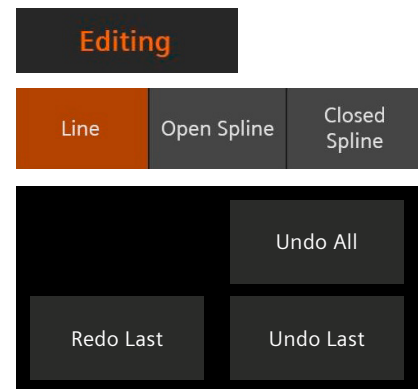 Editing
Line
Open Spline
Closed
Spline
Undo All
Redo Last
Undo Last